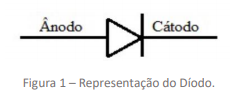 Ânodo Cátodo
Figura 1 – Representação do Díodo.